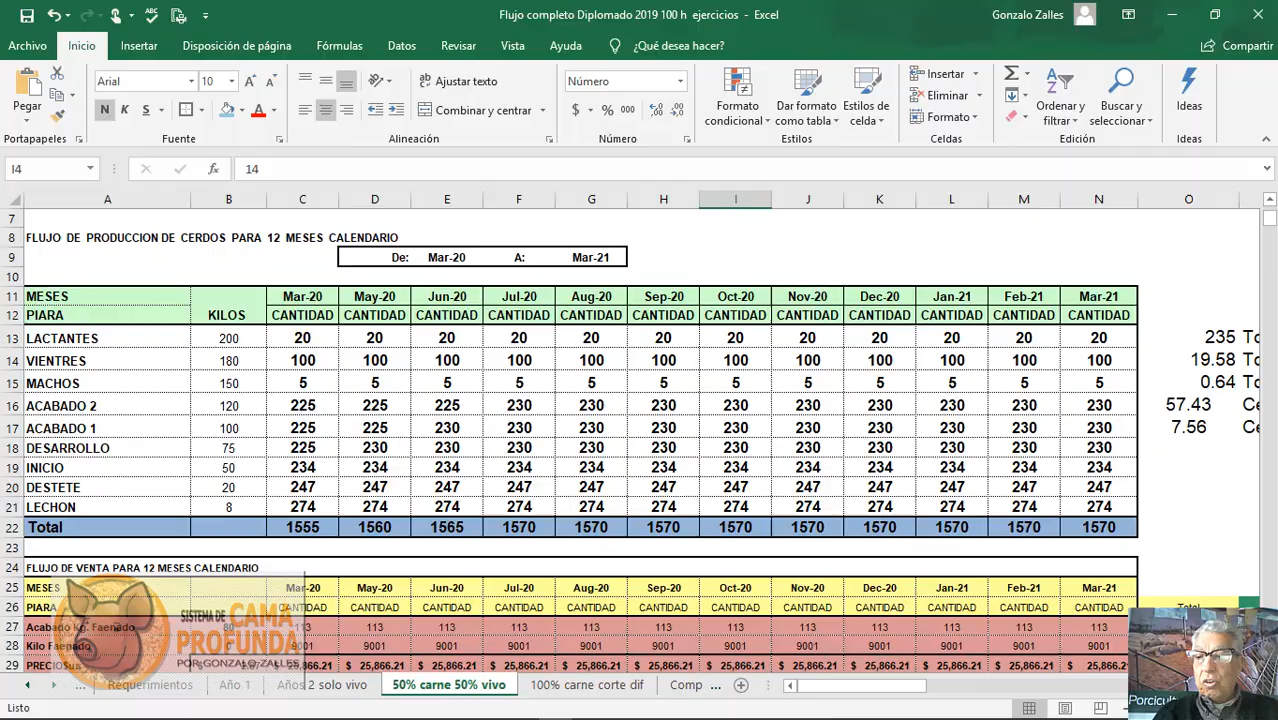 Flujo completo Diplomado 2019 100 h ejercicios - Excel
Gonzalo Zalles
Archivo Inicio Insertar Disposición de página Fórmulas Datos Revisar Vista Ayuda ¿Qué desea hacer? Compartir
Pegar
Arial 10
N K S
Ajustar texto
Combinar y centrar
Número
$ % 000
Formato condicional
Dar formato como tabla
Estilos de celda
Insertar
Eliminar
Formato
Ordenar y filtrar
Buscar y seleccionar
Ideas
Portapapeles Fuente Alineación Número Estilos Celdas Edición Ideas
I4 fx 14
A B C D E F G H I J K L M N O
7
8 FLUJO DE PRODUCCION DE CERDOS PARA 12 MESES CALENDARIO
9 De: Mar-20 A: Mar-21
10
11 MESES Mar-20 May-20 Jun-20 Jul-20 Aug-20 Sep-20 Oct-20 Nov-20 Dec-20 Jan-21 Feb-21 Mar-21
12 PIARA KILOS CANTIDAD CANTIDAD CANTIDAD CANTIDAD CANTIDAD CANTIDAD CANTIDAD CANTIDAD CANTIDAD CANTIDAD CANTIDAD CANTIDAD
13 LACTANTES 200 20 20 20 20 20 20 20 20 20 20 20 20 235 To
14 VIENTRES 180 100 100 100 100 100 100 100 100 100 100 100 100 19.58 To
15 MACHOS 150 5 5 5 5 5 5 5 5 5 5 5 5 0.64 To
16 ACABADO 2 120 225 225 225 230 230 230 230 230 230 230 230 230 57.43 Ce
17 ACABADO 1 100 225 225 230 230 230 230 230 230 230 230 230 230 7.56 Ce
18 DESARROLLO 75 225 230 230 230 230 230 230 230 230 230 230 230
19 INICIO 50 234 234 234 234 234 234 234 234 234 234 234 234
20 DESTETE 20 247 247 247 247 247 247 247 247 247 247 247 247
21 LECHON 8 274 274 274 274 274 274 274 274 274 274 274 274
22 Total 1555 1560 1565 1570 1570 1570 1570 1570 1570 1570 1570 1570
23
24 FLUJO DE VENTA PARA 12 MESES CALENDARIO
25 MESES Mar-20 May-20 Jun-20 Jul-20 Aug-20 Sep-20 Oct-20 Nov-20 Dec-20 Jan-21 Feb-21 Mar-21
26 PIARA CANTIDAD CANTIDAD CANTIDAD CANTIDAD CANTIDAD CANTIDAD CANTIDAD CANTIDAD CANTIDAD CANTIDAD CANTIDAD CANTIDAD Total
27 Acabado Kg. Faenado 80 113 113 113 113 113 113 113 113 113 113 113 113
28 Kilo Faenado 9001 9001 9001 9001 9001 9001 9001 9001 9001 9001 9001 9001
29 PRECIO$us $ 25,866.21 $ 25,866.21 $ 25,866.21 $ 25,866.21 $ 25,866.21 $ 25,866.21 $ 25,866.21 $ 25,866.21 $ 25,866.21 $ 25,866.21 $ 25,866.21
SISTEMA DE CAMA
PROFUNDA
POR GONZALO ZALLES
... Requerimientos Año 1 Años 2 solo vivo 50% carne 50% vivo 100% carne corte dif Comp ...
Listo
Porcicult